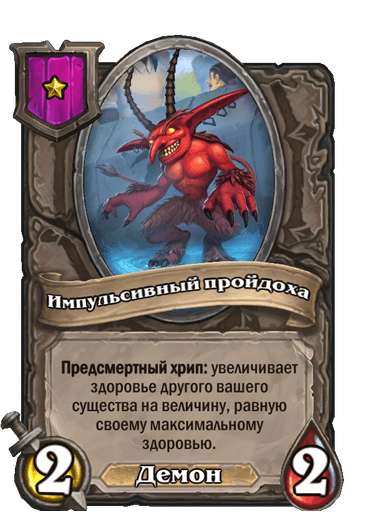 Импульсивный пройдоха
Предсмертный хрип: увеличивает
здоровье другого вашего
существа на величину, равную
своему максимальному
здоровью.
2
Демон
2